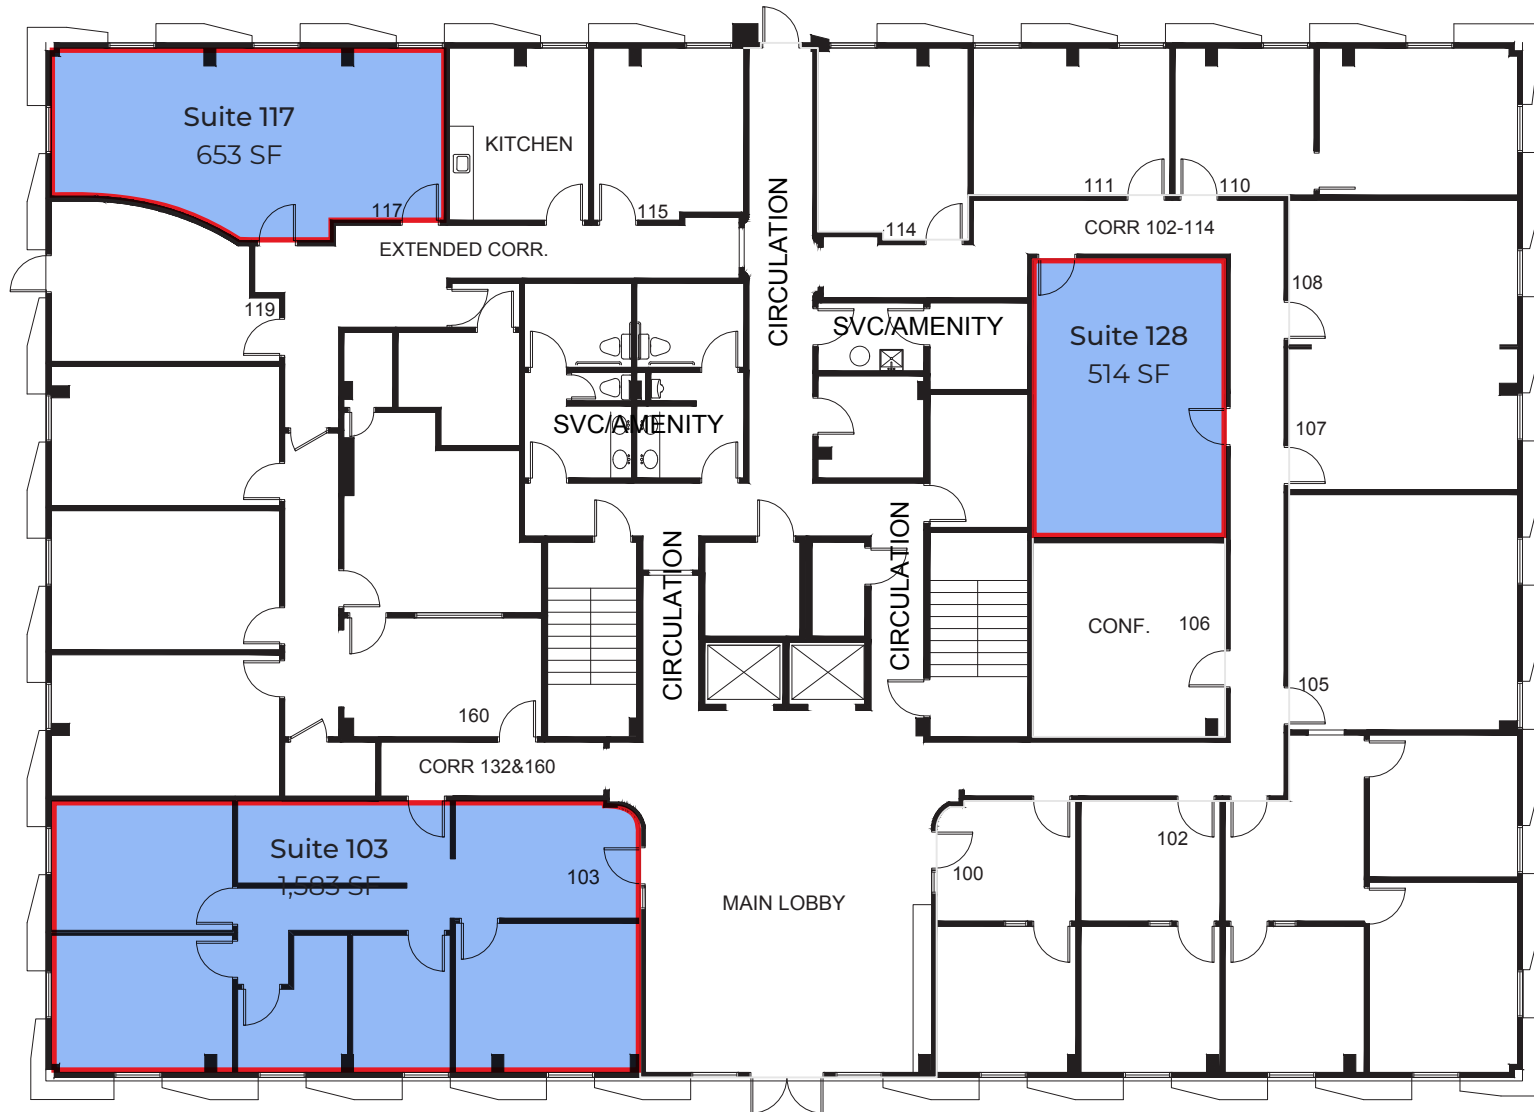 Suite 117
653 SF
KITCHEN
117
115
EXTENDED CORR.
119
CIRCULATION
114
111
110
CORR 102-114
108
SVC/AMENITY
Suite 128
514 SF
SVC/AMENITY
107
CIRCULATION
CIRCULATION
CONF.
106
105
160
CORR 132&160
Suite 103
1,583 SF
103
MAIN LOBBY
100
102